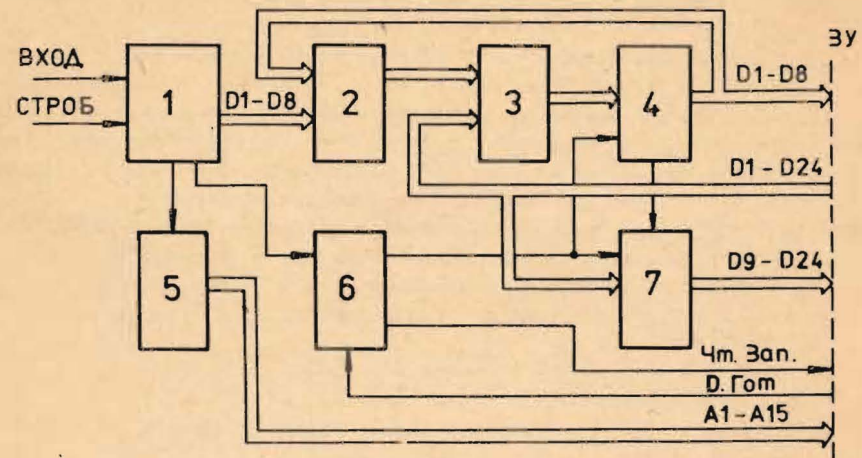 ВХОД
СТРОБ
1
D1-D8
2
3
4
D1-D8
ЗУ
D1 - D24
5
6
7
D9 - D24
Чт. Зап.
D. Гот
A1-A15